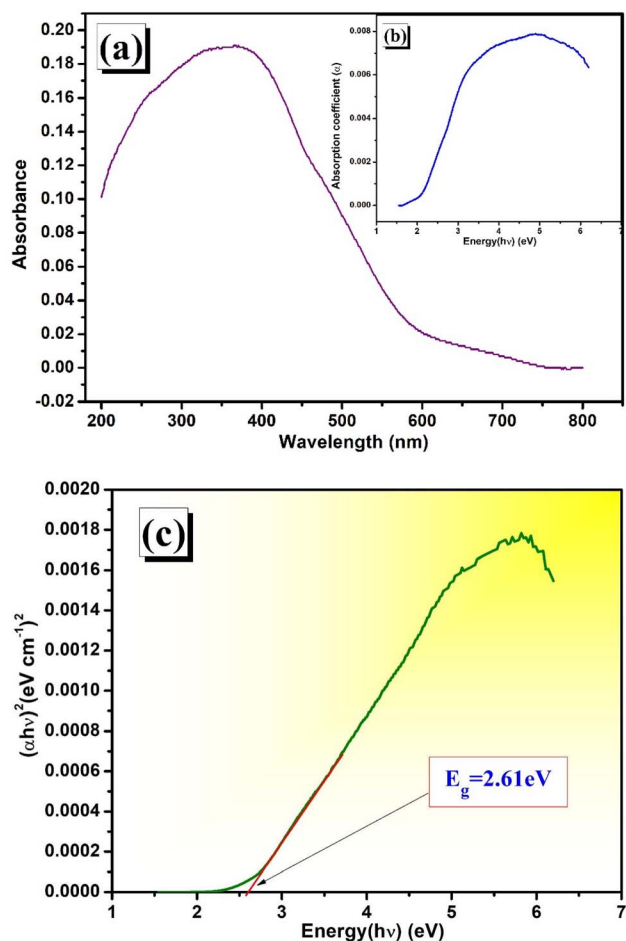 (a)
0.20
0.18
0.16
0.14
0.12
0.10
0.08
0.06
0.04
0.02
0.00
-0.02
Absorbance
200 300 400 500 600 700 800
Wavelength (nm)
(b)
0.008
0.006
0.004
0.002
0.000
Absorption coefficient (α)
1 2 3 4 5 6 7
Energy(hν) (eV)
(c)
0.0020
0.0018
0.0016
0.0014
0.0012
0.0010
0.0008
0.0006
0.0004
0.0002
0.0000
(αhν)²(eV cm⁻¹)²
E_g=2.61eV
1 2 3 4 5 6 7
Energy(hν) (eV)